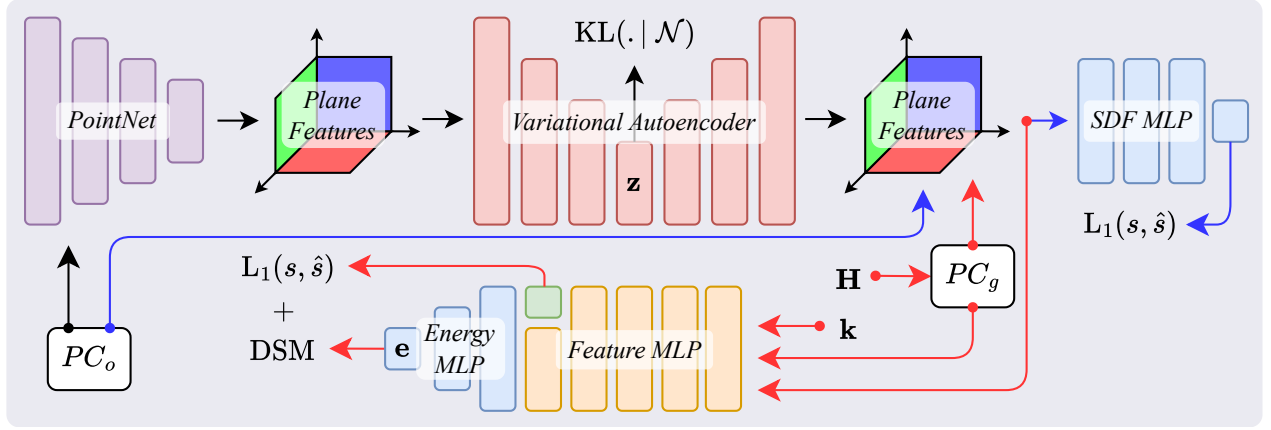 PointNet
Plane
Features
KL(. | 𝒩)
Variational Autoencoder
z
Plane
Features
SDF MLP
L₁(s, ŝ)
L₁(s, ŝ)
+
DSM
e
Energy
MLP
Feature MLP
H
k
PC_g
PC_o